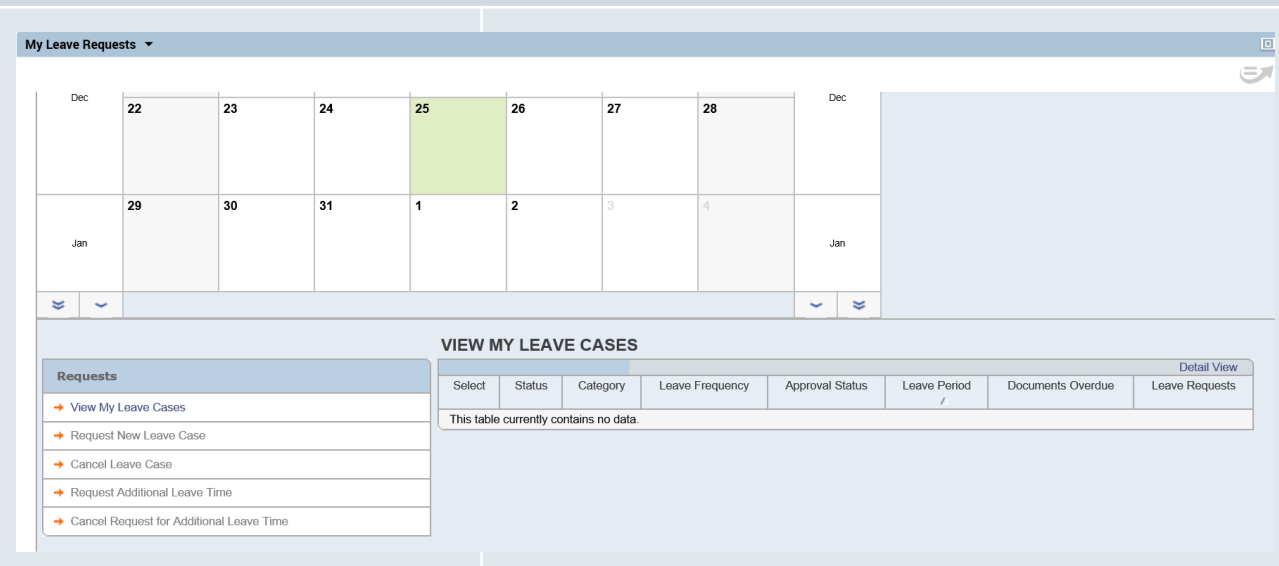 My Leave Requests
Dec 22 23 24 25 26 27 28 Dec
Jan 29 30 31 1 2 3 4 Jan
VIEW MY LEAVE CASES
Requests
View My Leave Cases
Request New Leave Case
Cancel Leave Case
Request Additional Leave Time
Cancel Request for Additional Leave Time
Detail View
Select Status Category Leave Frequency Approval Status Leave Period Documents Overdue Leave Requests
This table currently contains no data.